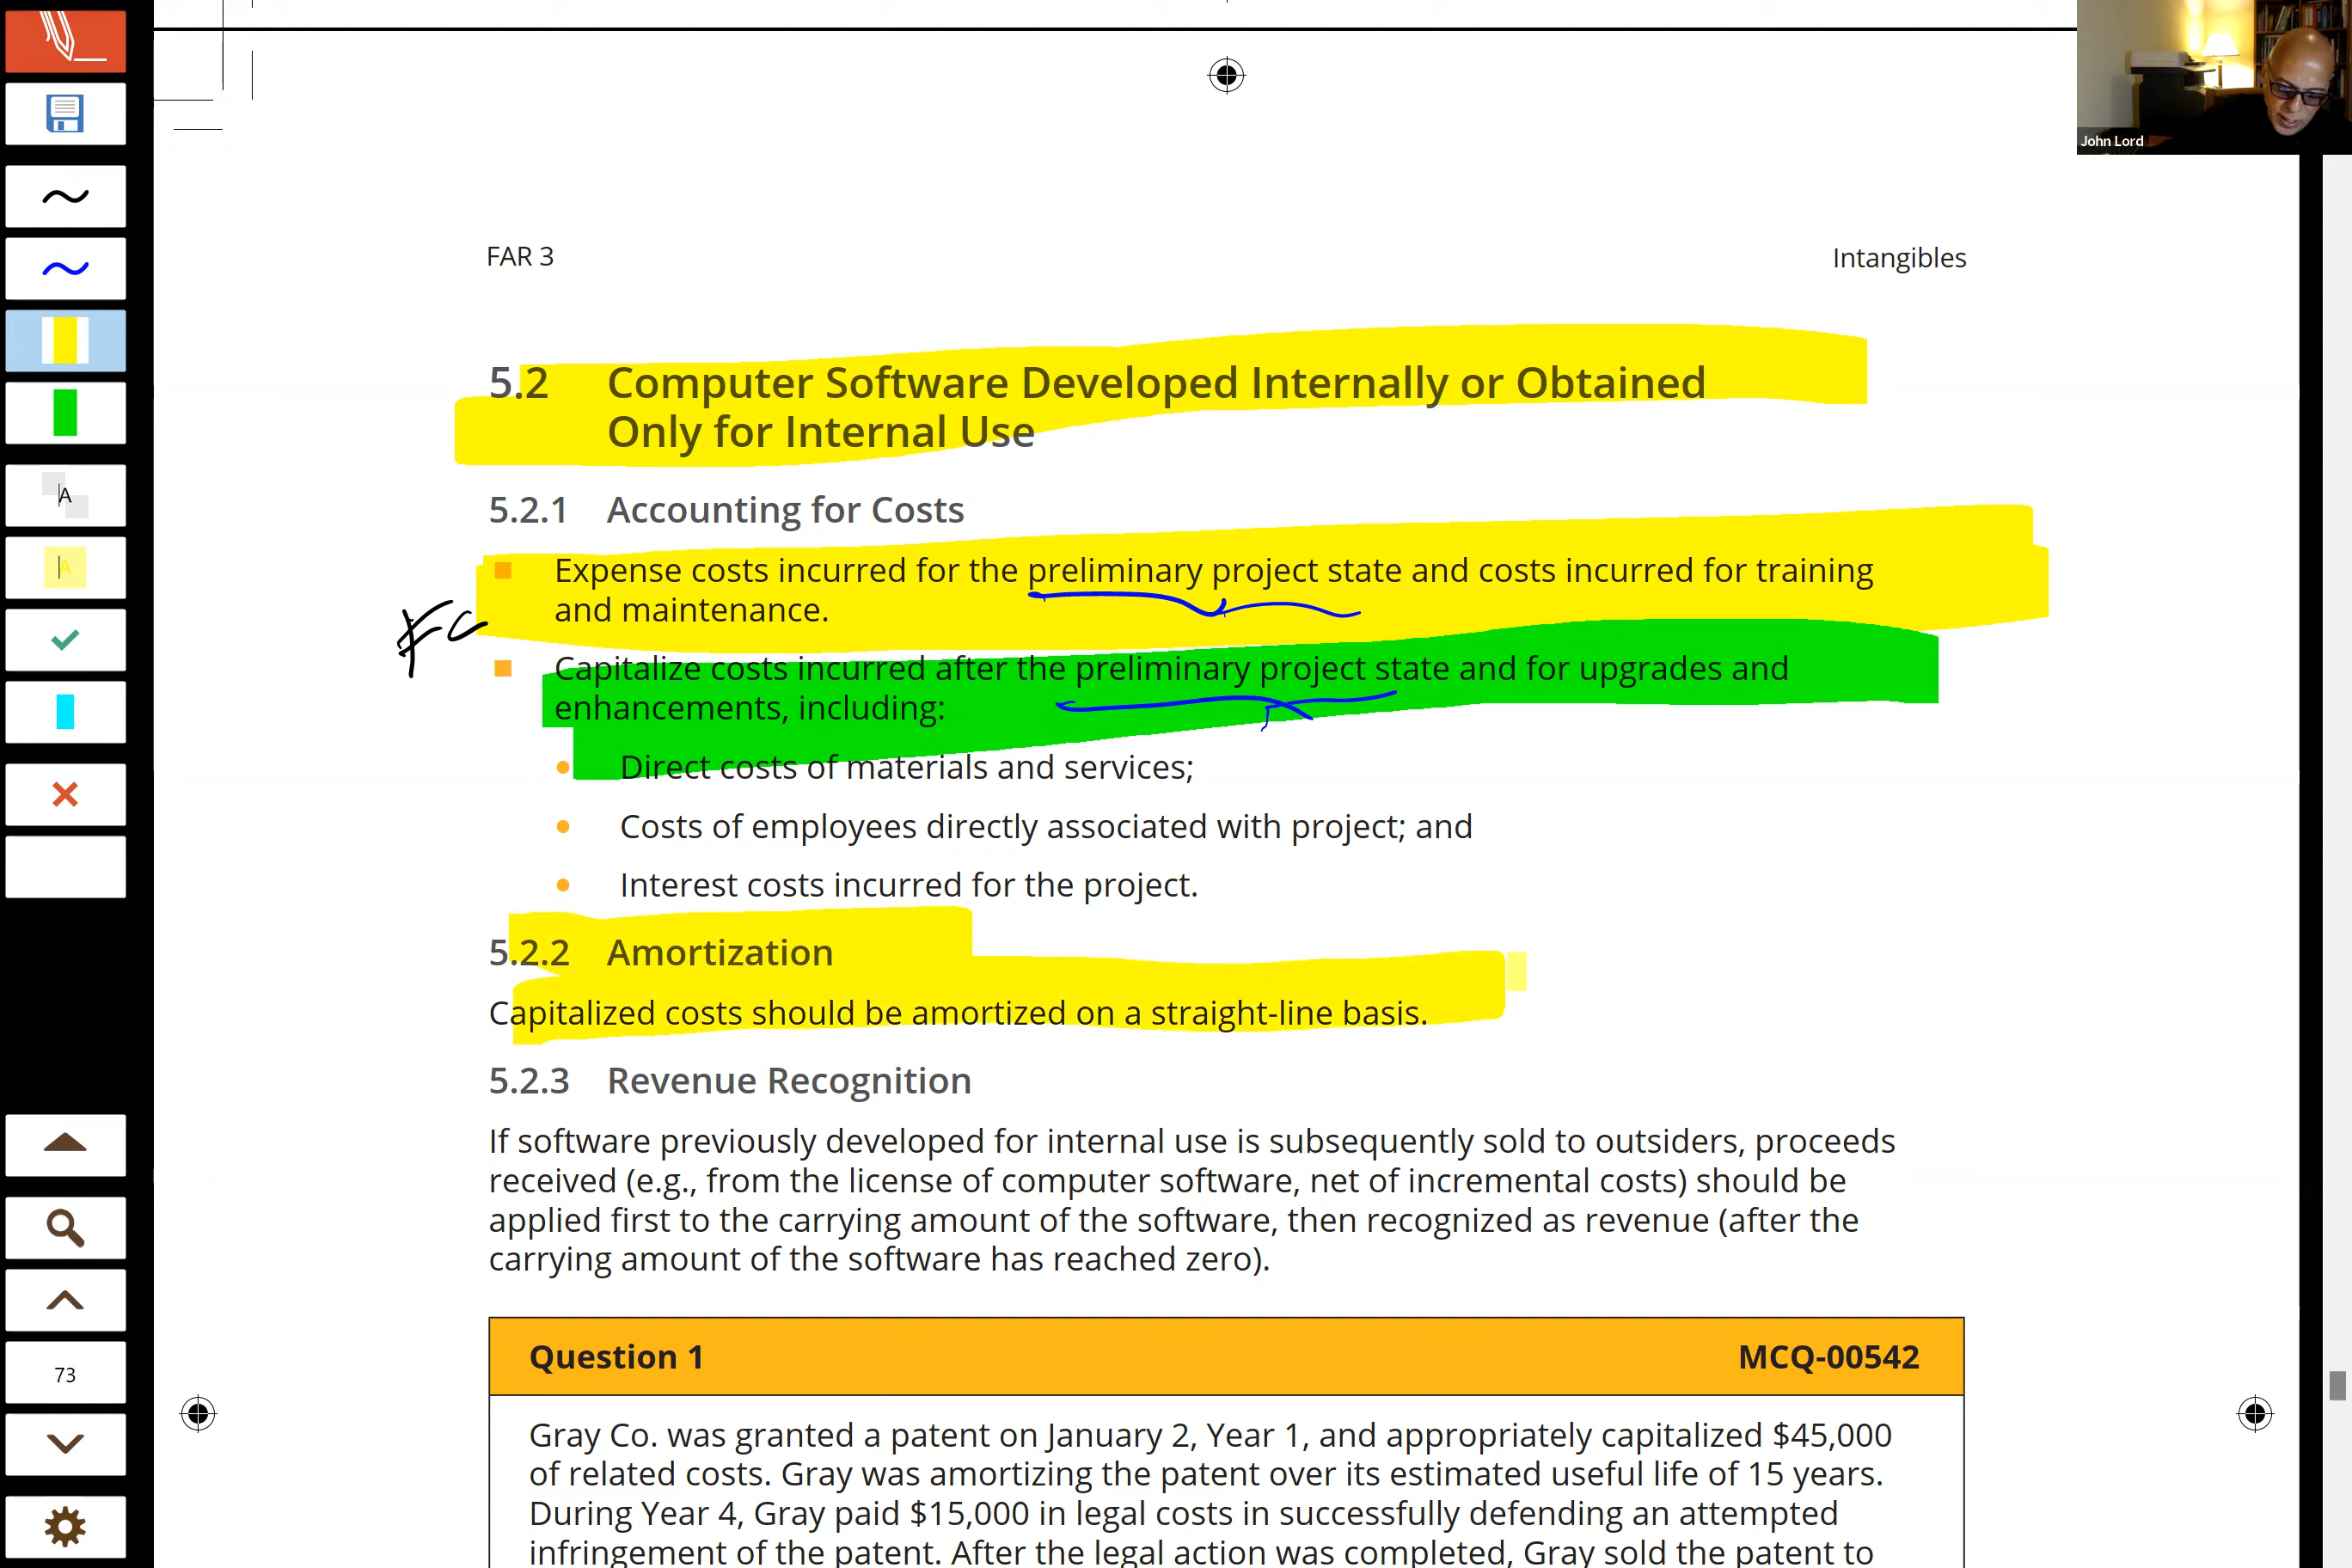 John Lord
FAR 3
Intangibles
5.2 Computer Software Developed Internally or Obtained
Only for Internal Use
5.2.1 Accounting for Costs
Expense costs incurred for the preliminary project state and costs incurred for training
and maintenance.
Capitalize costs incurred after the preliminary project state and for upgrades and
enhancements, including:
Direct costs of materials and services;
Costs of employees directly associated with project; and
Interest costs incurred for the project.
5.2.2 Amortization
Capitalized costs should be amortized on a straight-line basis.
5.2.3 Revenue Recognition
If software previously developed for internal use is subsequently sold to outsiders, proceeds
received (e.g., from the license of computer software, net of incremental costs) should be
applied first to the carrying amount of the software, then recognized as revenue (after the
carrying amount of the software has reached zero).
Question 1 MCQ-00542
Gray Co. was granted a patent on January 2, Year 1, and appropriately capitalized $45,000
of related costs. Gray was amortizing the patent over its estimated useful life of 15 years.
During Year 4, Gray paid $15,000 in legal costs in successfully defending an attempted
infringement of the patent. After the legal action was completed, Gray sold the patent to
A
A
73